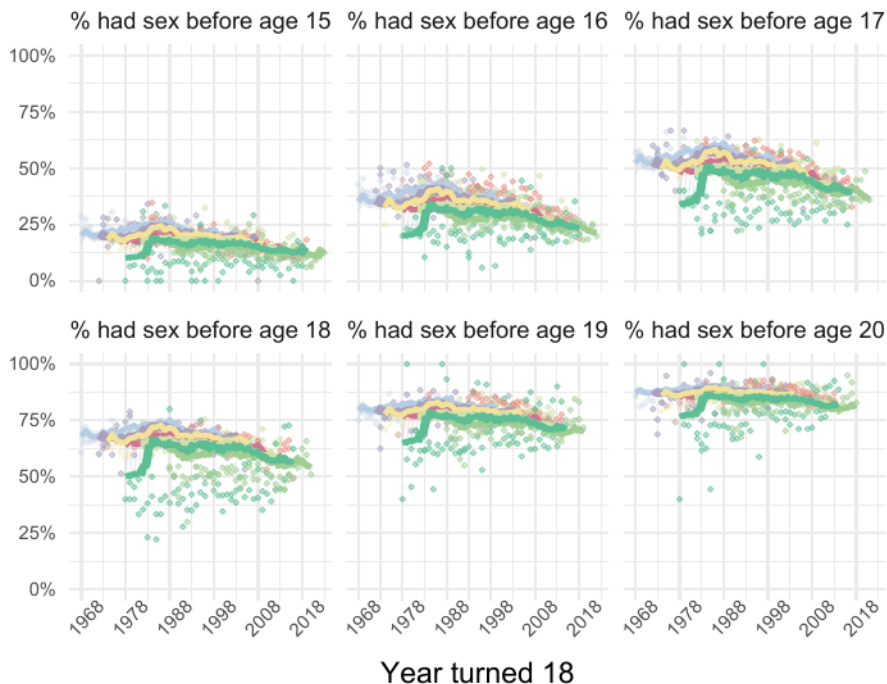 % had sex before age 15 % had sex before age 16 % had sex before age 17
100%
75%
50%
25%
0%
% had sex before age 18 % had sex before age 19 % had sex before age 20
100%
75%
50%
25%
0%
1968 1978 1988 1998 2008 2018 1968 1978 1988 1998 2008 2018 1968 1978 1988 1998 2008 2018
Year turned 18